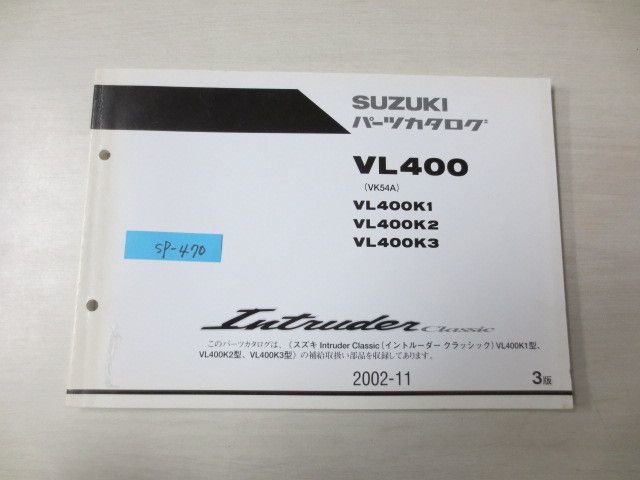 SUZUKI
パーツカタログ
VL400
(VK54A)
VL400K1
VL400K2
VL400K3
SP-470
Intruder Classic
このパーツカタログは、(スズキ Intruder Classic(イントルーダー クラッシック)VL400K1型、
VL400K2型、VL400K3型)の補給取扱い部品を収録してあります。
2002-11
3版